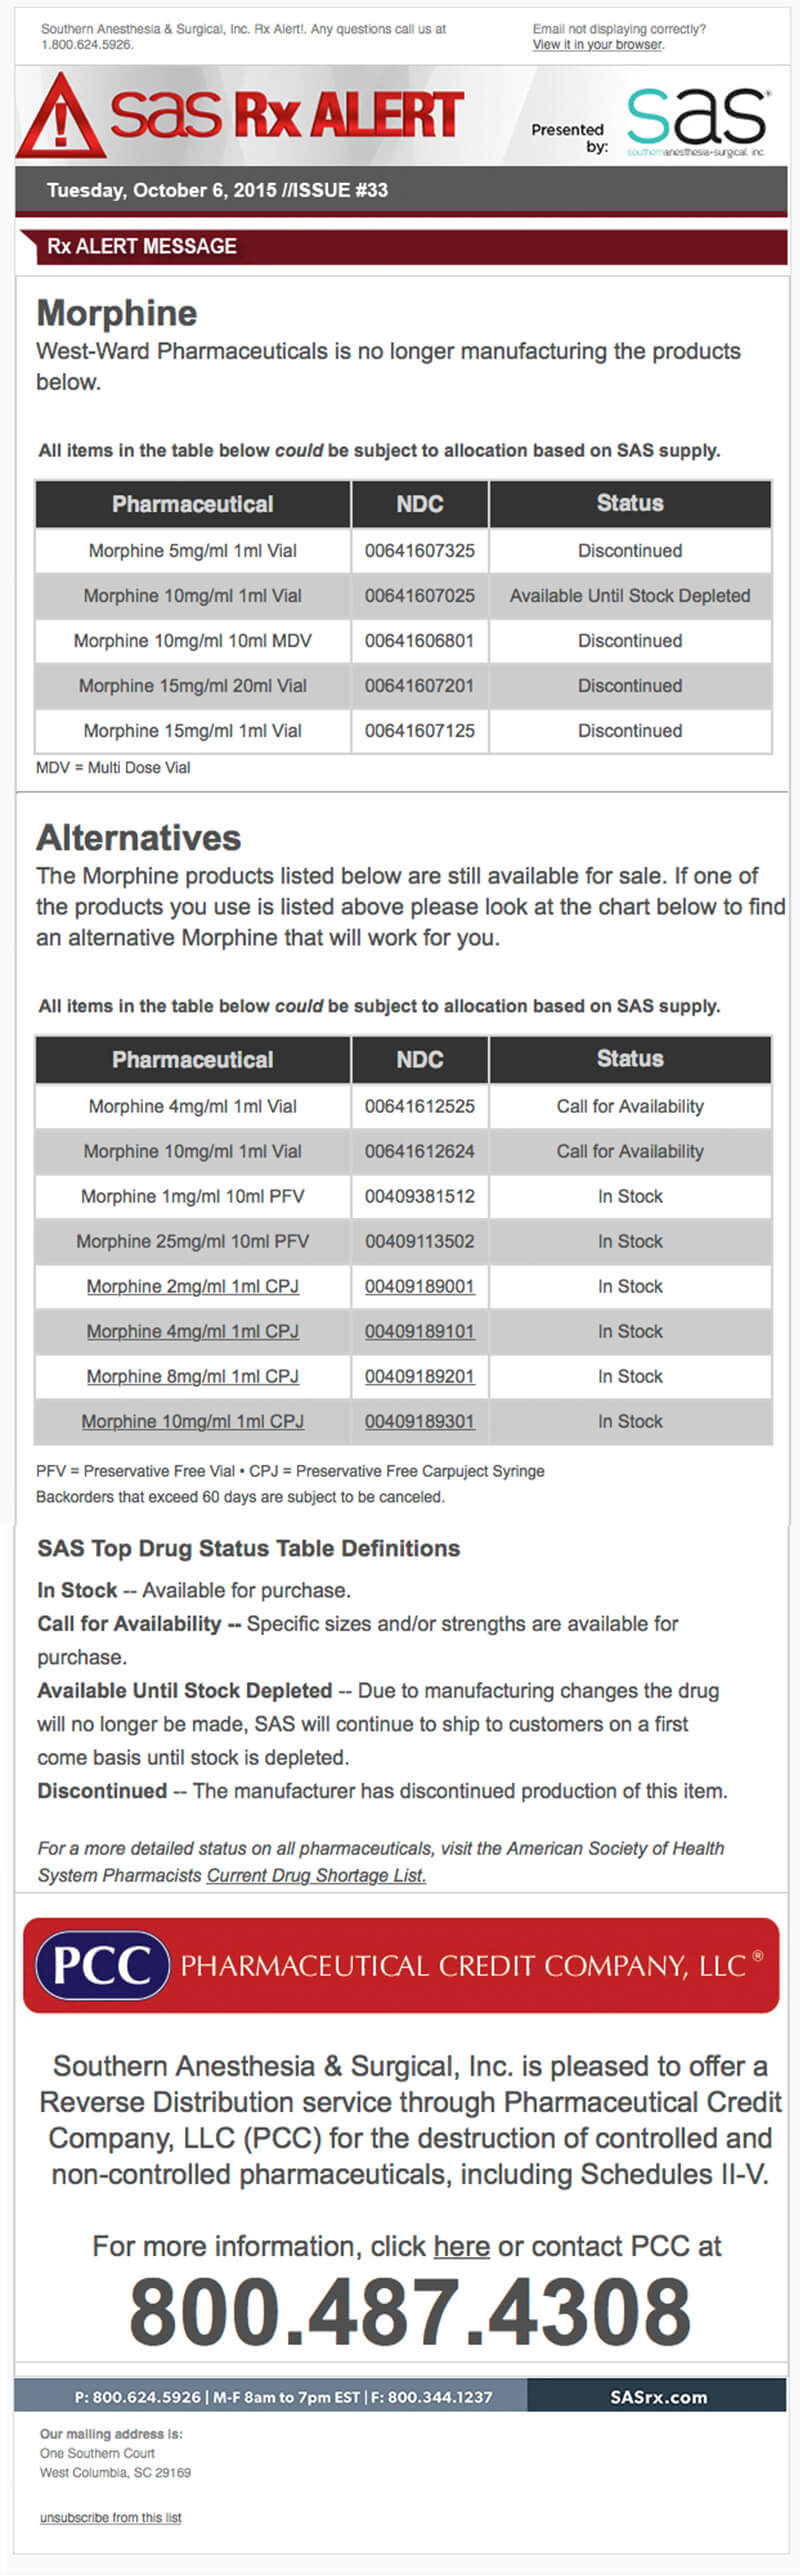 Southern Anesthesia & Surgical, Inc. Rx Alert!. Any questions call us at
1.800.624.5926.
Email not displaying correctly?
View it in your browser.
sas Rx ALERT
Presented
by:
sas®
southernanesthesia+surgical, inc.
Tuesday, October 6, 2015 //ISSUE #33
Rx ALERT MESSAGE
Morphine
West-Ward Pharmaceuticals is no longer manufacturing the products
below.
All items in the table below could be subject to allocation based on SAS supply.
Pharmaceutical NDC Status
Morphine 5mg/ml 1ml Vial 00641607325 Discontinued
Morphine 10mg/ml 1ml Vial 00641607025 Available Until Stock Depleted
Morphine 10mg/ml 10ml MDV 00641606801 Discontinued
Morphine 15mg/ml 20ml Vial 00641607201 Discontinued
Morphine 15mg/ml 1ml Vial 00641607125 Discontinued
MDV = Multi Dose Vial
Alternatives
The Morphine products listed below are still available for sale. If one of
the products you use is listed above please look at the chart below to find
an alternative Morphine that will work for you.
All items in the table below could be subject to allocation based on SAS supply.
Pharmaceutical NDC Status
Morphine 4mg/ml 1ml Vial 00641612525 Call for Availability
Morphine 10mg/ml 1ml Vial 00641612624 Call for Availability
Morphine 1mg/ml 10ml PFV 00409381512 In Stock
Morphine 25mg/ml 10ml PFV 00409113502 In Stock
Morphine 2mg/ml 1ml CPJ 00409189001 In Stock
Morphine 4mg/ml 1ml CPJ 00409189101 In Stock
Morphine 8mg/ml 1ml CPJ 00409189201 In Stock
Morphine 10mg/ml 1ml CPJ 00409189301 In Stock
PFV = Preservative Free Vial • CPJ = Preservative Free Carpuject Syringe
Backorders that exceed 60 days are subject to be canceled.
SAS Top Drug Status Table Definitions
In Stock -- Available for purchase.
Call for Availability -- Specific sizes and/or strengths are available for
purchase.
Available Until Stock Depleted -- Due to manufacturing changes the drug
will no longer be made, SAS will continue to ship to customers on a first
come basis until stock is depleted.
Discontinued -- The manufacturer has discontinued production of this item.
For a more detailed status on all pharmaceuticals, visit the American Society of Health
System Pharmacists Current Drug Shortage List.
PCC PHARMACEUTICAL CREDIT COMPANY, LLC®
Southern Anesthesia & Surgical, Inc. is pleased to offer a
Reverse Distribution service through Pharmaceutical Credit
Company, LLC (PCC) for the destruction of controlled and
non-controlled pharmaceuticals, including Schedules II-V.
For more information, click here or contact PCC at
800.487.4308
P: 800.624.5926 | M-F 8am to 7pm EST | F: 800.344.1237
SASrx.com
Our mailing address is:
One Southern Court
West Columbia, SC 29169
unsubscribe from this list